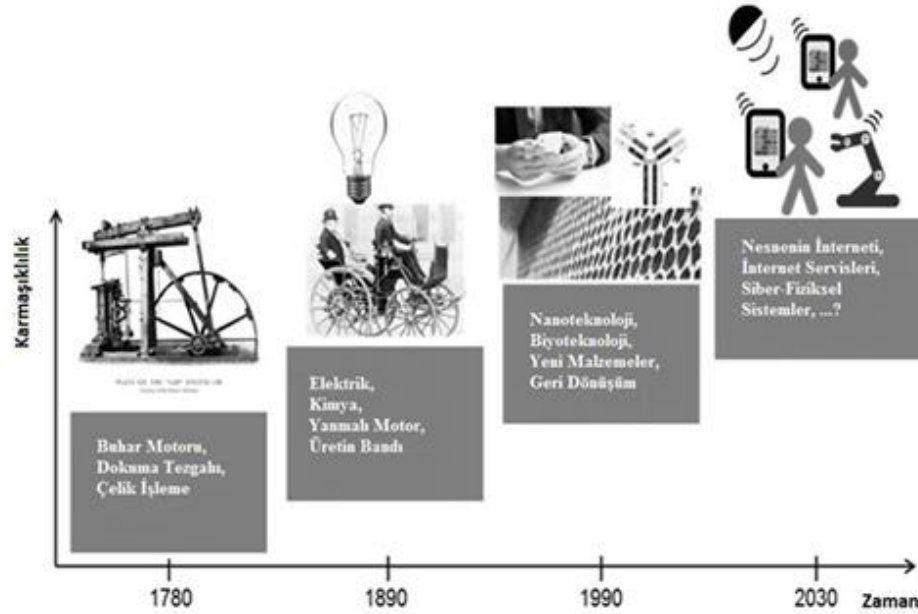 Karmaşıklılık
Buhar Motoru,
Dokuma Tezgahı,
Çelik İşleme
Elektrik,
Kimya,
Yanmalı Motor,
Üretin Bandı
Nanoteknoloji,
Biyoteknoloji,
Yeni Malzemeler,
Geri Dönüşüm
Nesnenin İnterneti,
İnternet Servisleri,
Siber-Fiziksel
Sistemler, ...?
1780
1890
1990
2030
Zaman